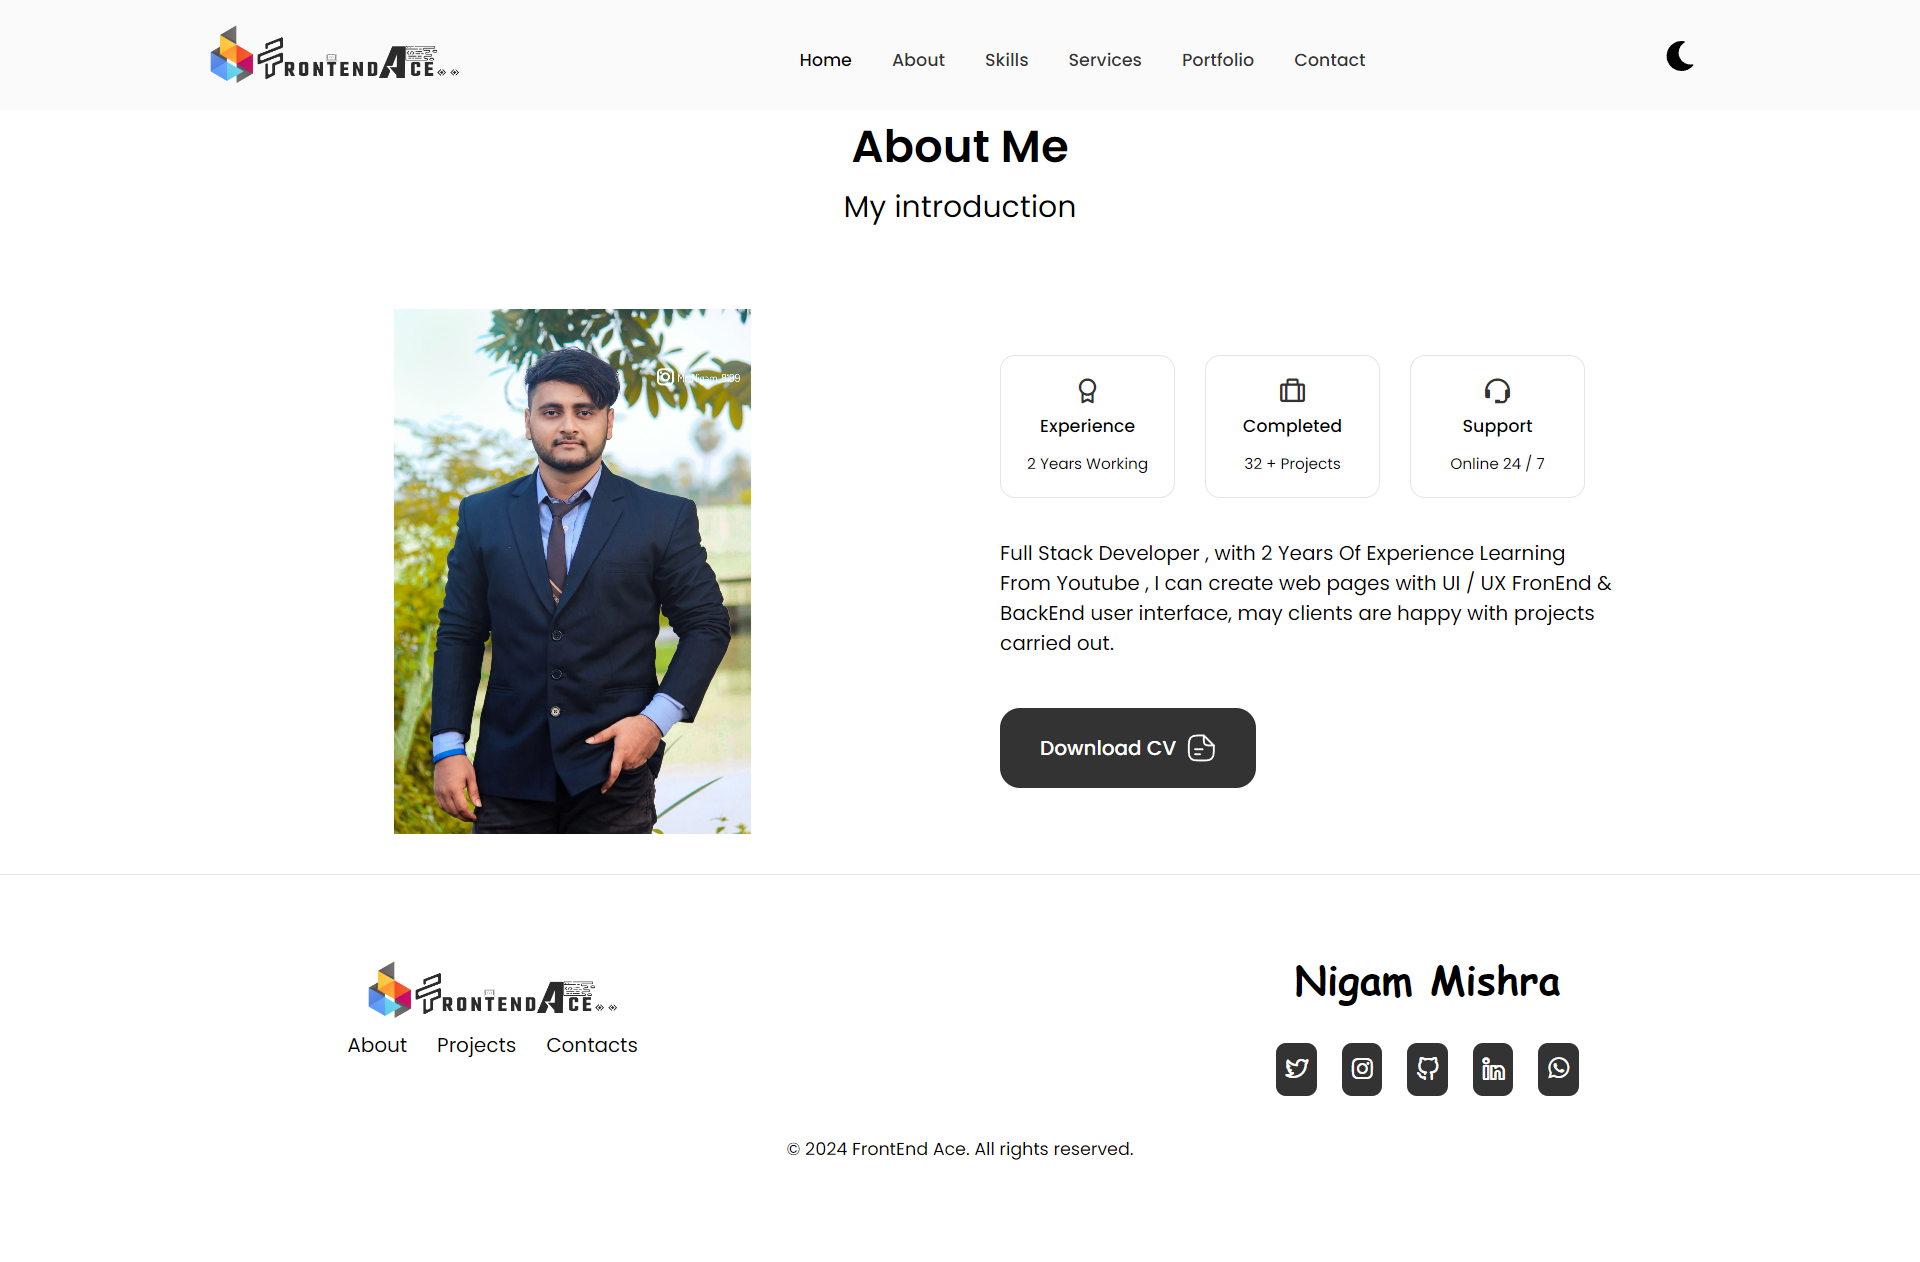 FRONTENDACE
Home About Skills Services Portfolio Contact
About Me
My introduction
Experience
2 Years Working
Completed
32 + Projects
Support
Online 24 / 7
Full Stack Developer , with 2 Years Of Experience Learning
From Youtube , I can create web pages with UI / UX FronEnd &
BackEnd user interface, may clients are happy with projects
carried out.
Download CV
FRONTENDACE
About Projects Contacts
Nigam Mishra
© 2024 FrontEnd Ace. All rights reserved.